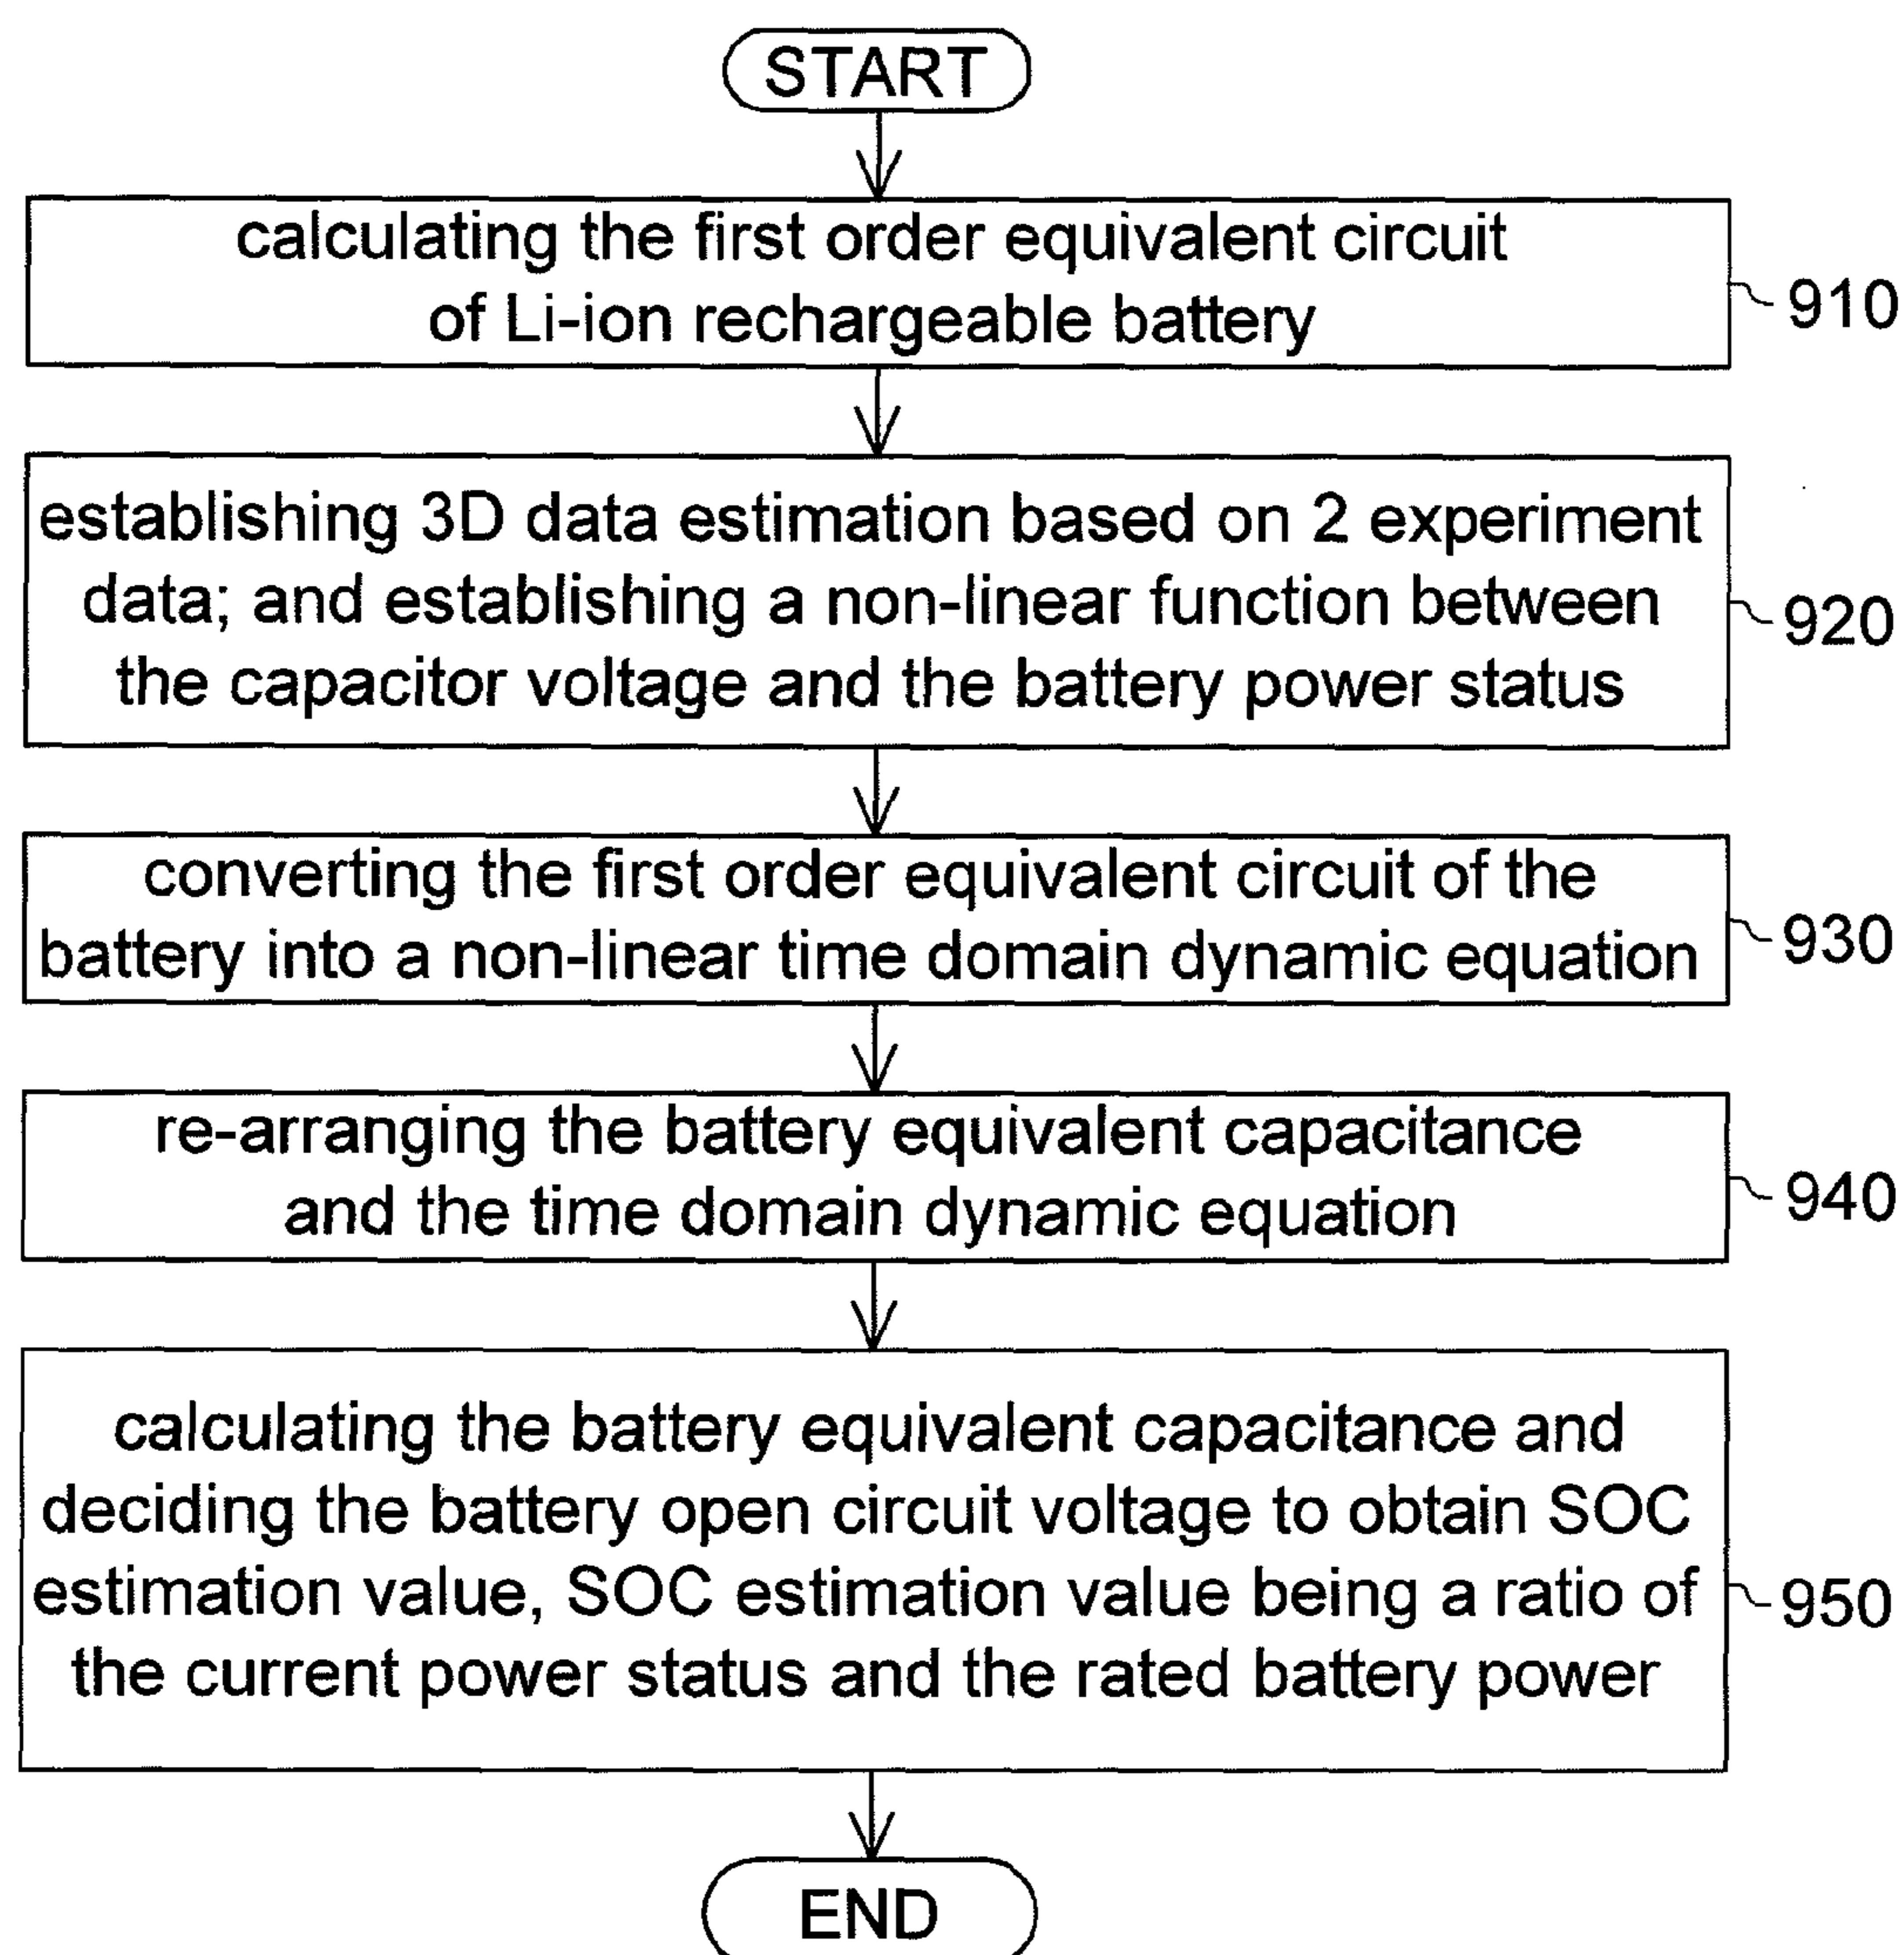 START
calculating the first order equivalent circuit
of Li-ion rechargeable battery
910
establishing 3D data estimation based on 2 experiment
data; and establishing a non-linear function between
the capacitor voltage and the battery power status
920
converting the first order equivalent circuit of the
battery into a non-linear time domain dynamic equation
930
re-arranging the battery equivalent capacitance
and the time domain dynamic equation
940
calculating the battery equivalent capacitance and
deciding the battery open circuit voltage to obtain SOC
estimation value, SOC estimation value being a ratio of
the current power status and the rated battery power
950
END